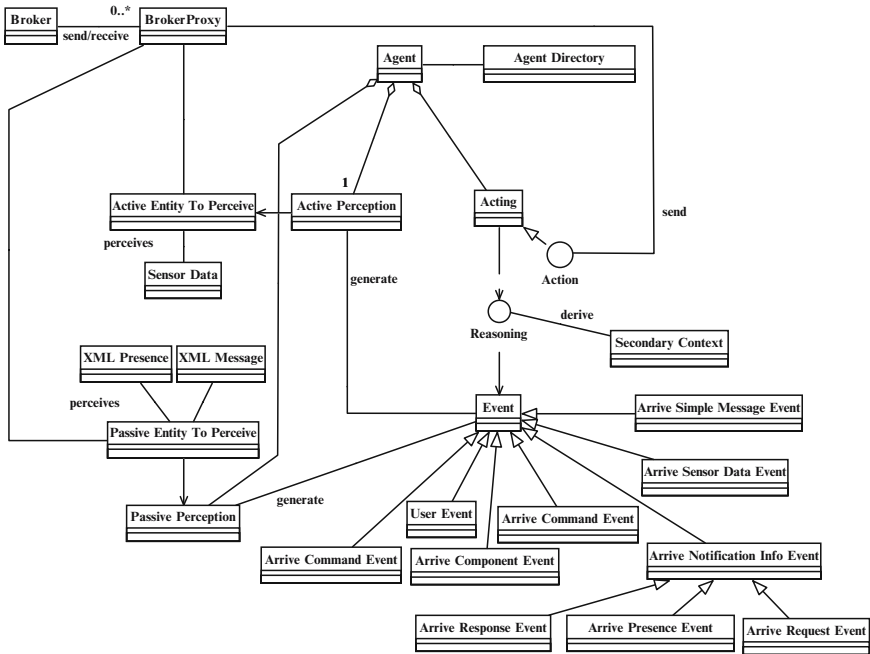 Broker
0..*
BrokerProxy
send/receive
Agent
Agent Directory
1
Active Entity To Perceive
Active Perception
Acting
send
perceives
Sensor Data
generate
Action
Reasoning
derive
Secondary Context
XML Presence
XML Message
perceives
Event
Arrive Simple Message Event
Passive Entity To Perceive
Arrive Sensor Data Event
generate
Passive Perception
User Event
Arrive Command Event
Arrive Command Event
Arrive Component Event
Arrive Notification Info Event
Arrive Response Event
Arrive Presence Event
Arrive Request Event